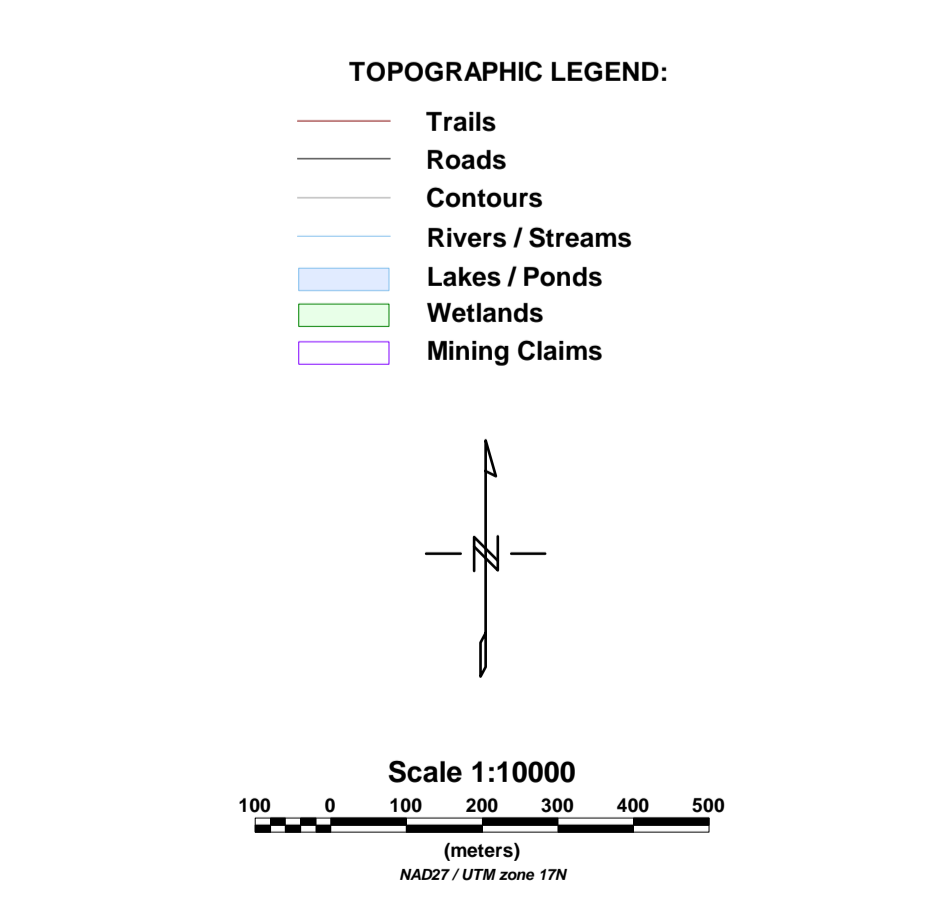 TOPOGRAPHIC LEGEND:
Trails
Roads
Contours
Rivers / Streams
Lakes / Ponds
Wetlands
Mining Claims
N
Scale 1:10000
100 0 100 200 300 400 500
(meters)
NAD27 / UTM zone 17N